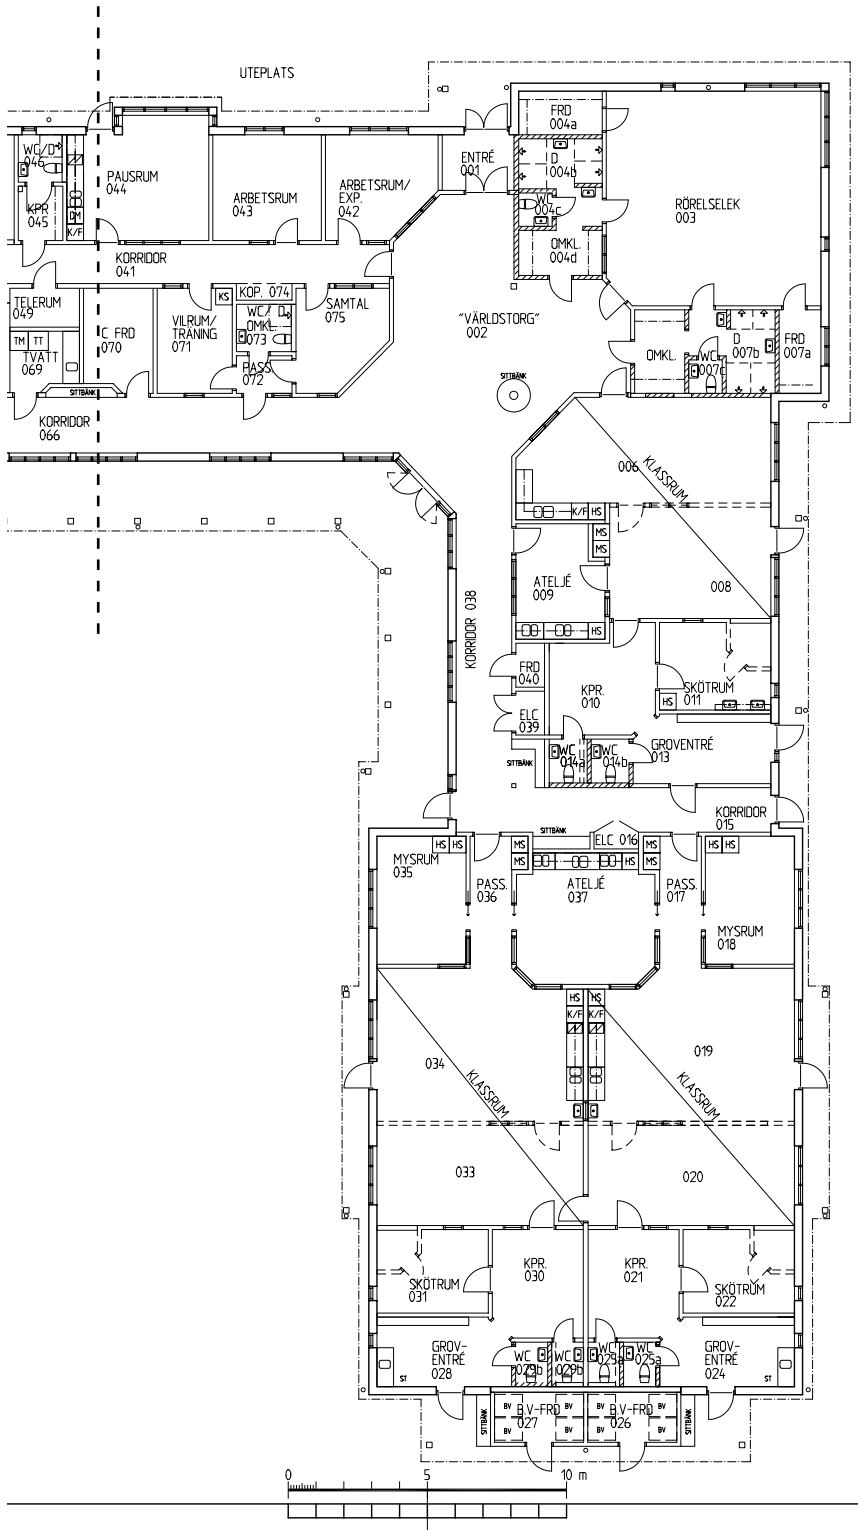 UTEPLATS
FRD
004a
WC/D
046
PAUSRUM
044
ARBETSRUM
043
ARBETSRUM/
EXP.
042
ENTRÉ
001
D
004b
KPR
045
DM
K/F
WC
004c
RÖRELSELEK
003
OMKL.
004d
KORRIDOR
041
TELERUM
049
C FRD
070
VILRUM/
TRÄNING
071
KS
KOP. 074
WC/ D
OMKL.
073
SAMTAL
075
"VÄRLDSTORG"
002
TM
TT
TVÄTT
069
PASS.
072
OMKL.
WC
007c
D
007b
FRD
007a
SITTBÄNK
SITTBÄNK
KORRIDOR
066
006
KLASSRUM
K/F
HS
MS
MS
ATELJÉ
009
008
HS
KORRIDOR 038
FRD
040
KPR.
010
SKÖTRUM
011
HS
ELC
039
WC
014a
WC
014b
GROVENTRÉ
013
SITTBÄNK
KORRIDOR
015
SITTBÄNK
ELC 016
HS
HS
MS
MS
HS
MS
MS
HS
HS
MYSRUM
035
PASS.
036
ATELJÉ
037
PASS.
017
MYSRUM
018
HS
HS
K/F
K/F
034
KLASSRUM
019
KLASSRUM
033
020
SKÖTRUM
031
KPR.
030
KPR.
021
SKÖTRUM
022
GROV-
ENTRÉ
028
WC
029b
WC
029b
WC
025a
WC
025a
GROV-
ENTRÉ
024
ST
ST
SITTBÄNK
BV
BV
B.V-FRD
027
BV
BV
B.V-FRD
026
BV
BV
SITTBÄNK
0
5
10 m